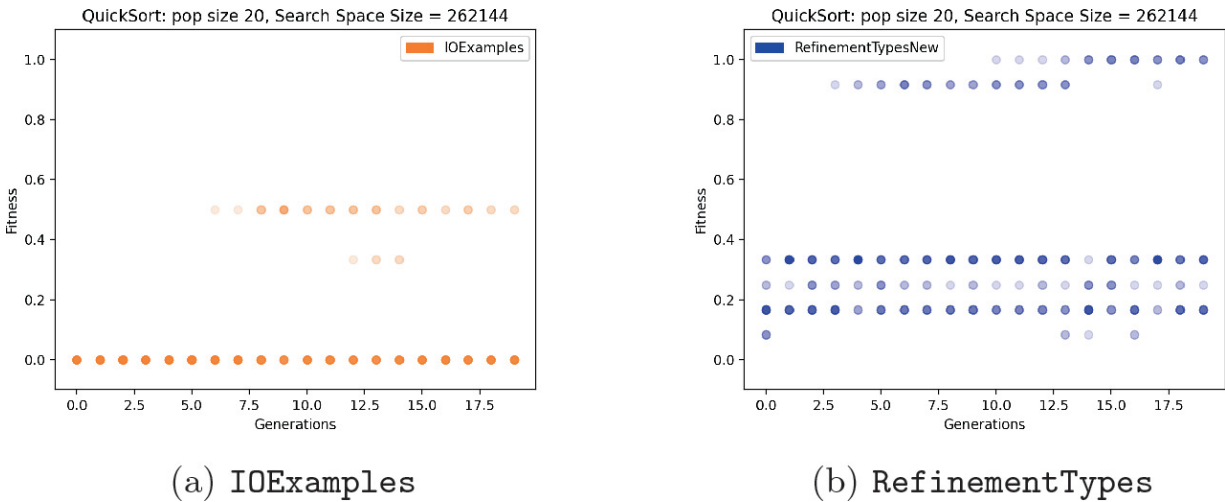 QuickSort: pop size 20, Search Space Size = 262144
IOExamples
1.0
0.8
0.6
0.4
0.2
0.0
Fitness
0.0 2.5 5.0 7.5 10.0 12.5 15.0 17.5
Generations
(a) IOExamples
QuickSort: pop size 20, Search Space Size = 262144
RefinementTypesNew
1.0
0.8
0.6
0.4
0.2
0.0
Fitness
0.0 2.5 5.0 7.5 10.0 12.5 15.0 17.5
Generations
(b) RefinementTypes